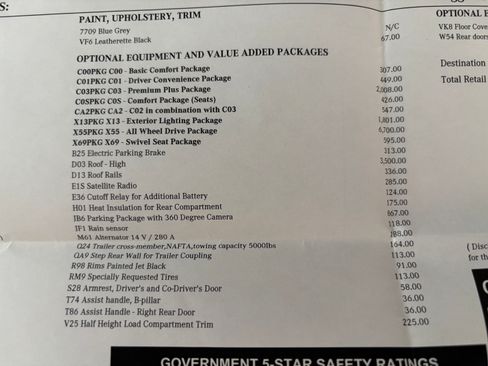 S:
PAINT, UPHOLSTERY, TRIM
7709 Blue Grey N/C
VF6 Leatherette Black 67.00
OPTIONAL EQUIPMENT AND VALUE ADDED PACKAGES
C00PKG C00 - Basic Comfort Package 307.00
C01PKG C01 - Driver Convenience Package 449.00
C03PKG C03 - Premium Plus Package 2,008.00
C0SPKG C0S - Comfort Package (Seats) 426.00
CA2PKG CA2 - C02 in combination with C03 547.00
X13PKG X13 - Exterior Lighting Package 1,801.00
X55PKG X55 - All Wheel Drive Package 6,700.00
X69PKG X69 - Swivel Seat Package 595.00
B25 Electric Parking Brake 313.00
D03 Roof - High 3,500.00
D13 Roof Rails 336.00
E1S Satellite Radio 285.00
E36 Cutoff Relay for Additional Battery 124.00
H01 Heat Insulation for Rear Compartment 175.00
IB6 Parking Package with 360 Degree Camera 667.00
JF1 Rain sensor 118.00
M61 Alternator 14 V / 280 A 188.00
Q24 Trailer cross-member,NAFTA,towing capacity 5000lbs 164.00
QA9 Step Rear Wall for Trailer Coupling 113.00
R98 Rims Painted Jet Black 91.00
RM9 Specially Requested Tires 113.00
S28 Armrest, Driver's and Co-Driver's Door 58.00
T74 Assist handle, B-pillar 36.00
T86 Assist Handle - Right Rear Door 36.00
V25 Half Height Load Compartment Trim 225.00
OPTIONAL
VK8 Floor Cove
W54 Rear doors
Destination
Total Retail
( Disc
for th
GOVERNMENT 5-STAR SAFETY RATINGS